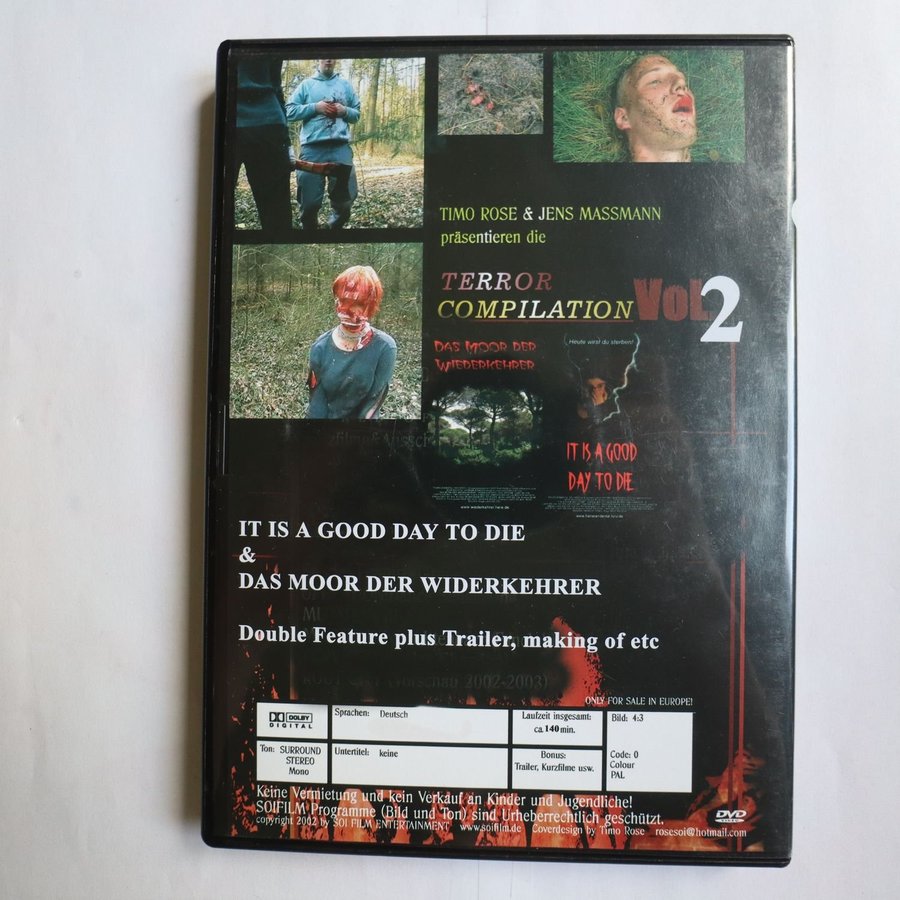 TIMO ROSE & JENS MASSMANN
präsentieren die
TERROR
COMPILATION VOL 2
DAS MOOR DER
WIEDERKEHRER
Heute wirst du sterben!
IT IS A GOOD
DAY TO DIE
IT IS A GOOD DAY TO DIE
&
DAS MOOR DER WIDERKEHRER
Double Feature plus Trailer, making of etc
ONLY FOR SALE IN EUROPE!
DOLBY
DIGITAL
Sprachen: Deutsch
Laufzeit insgesamt:
ca. 140 min.
Bild: 4:3
Ton: SURROUND
STEREO
Mono
Untertitel: keine
Bonus:
Trailer, Kurzfilme usw.
Code: 0
Colour
PAL
Keine Vermietung und kein Verkauf an Kinder und Jugendliche!
SOIFILM Programme (Bild und Ton) sind Urheberrechtlich geschützt.
copyright 2002 by SOI FILM ENTERTAINMENT www.soifilm.de Coverdesign by Timo Rose rosesoi@hotmail.com
DVD
VIDEO